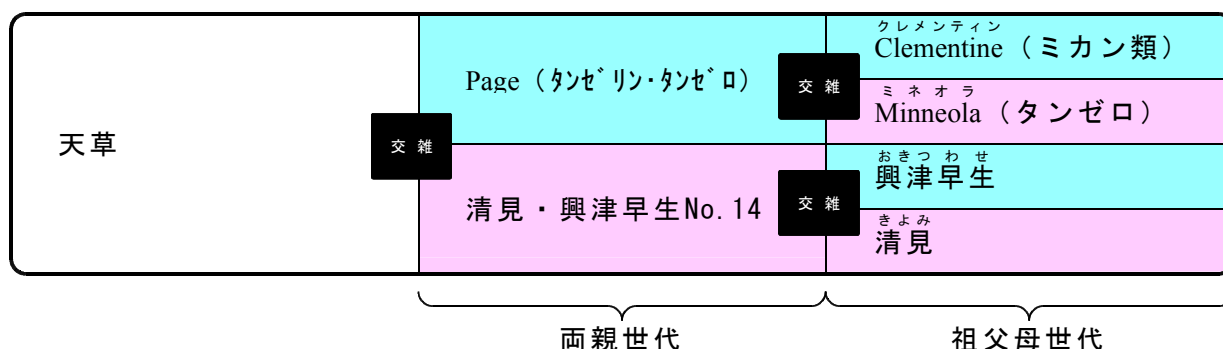 天草
交雑
Page（ﾀﾝｾﾞﾘﾝ・ﾀﾝｾﾞﾛ）
清見・興津早生No.14
交雑
クレメンティン
Clementine（ミカン類）
ミネオラ
Minneola（タンゼロ）
交雑
おきつわせ
興津早生
きよみ
清見
両親世代
祖父母世代